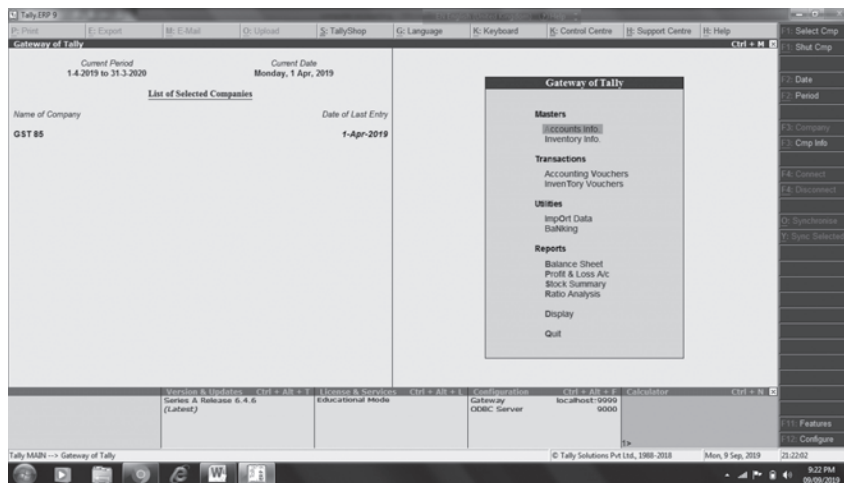 Tally.ERP 9
P: Print E: Export M: E-Mail O: Upload S: TallyShop G: Language K: Keyboard K: Control Centre H: Support Centre H: Help F1: Select Cmp
F1: Shut Cmp
Gateway of Tally Ctrl + M
Current Period Current Date
1-4-2019 to 31-3-2020 Monday, 1 Apr, 2019
List of Selected Companies
Name of Company Date of Last Entry
GST 85 1-Apr-2019
Gateway of Tally
Masters
Accounts Info.
Inventory Info.
Transactions
Accounting Vouchers
InvenTory Vouchers
Utilities
ImpOrt Data
BaNking
Reports
Balance Sheet
Profit & Loss A/c
Stock Summary
Ratio Analysis
Display
Quit
F2: Date
F2: Period
F3: Company
F3: Cmp Info
F4: Connect
F4: Disconnect
O: Synchronise
Y: Sync Selected
F11: Features
F12: Configure
Version & Updates Ctrl + Alt + T License & Services Ctrl + Alt + L Configuration Ctrl + Alt + F Calculator Ctrl + N
Series A Release 6.4.6 Educational Mode Gateway localhost:9999
(Latest) ODBC Server 9000
1>
Tally MAIN --> Gateway of Tally © Tally Solutions Pvt Ltd., 1988-2018 Mon, 9 Sep, 2019 21:22:02
9:22 PM
09/09/2019